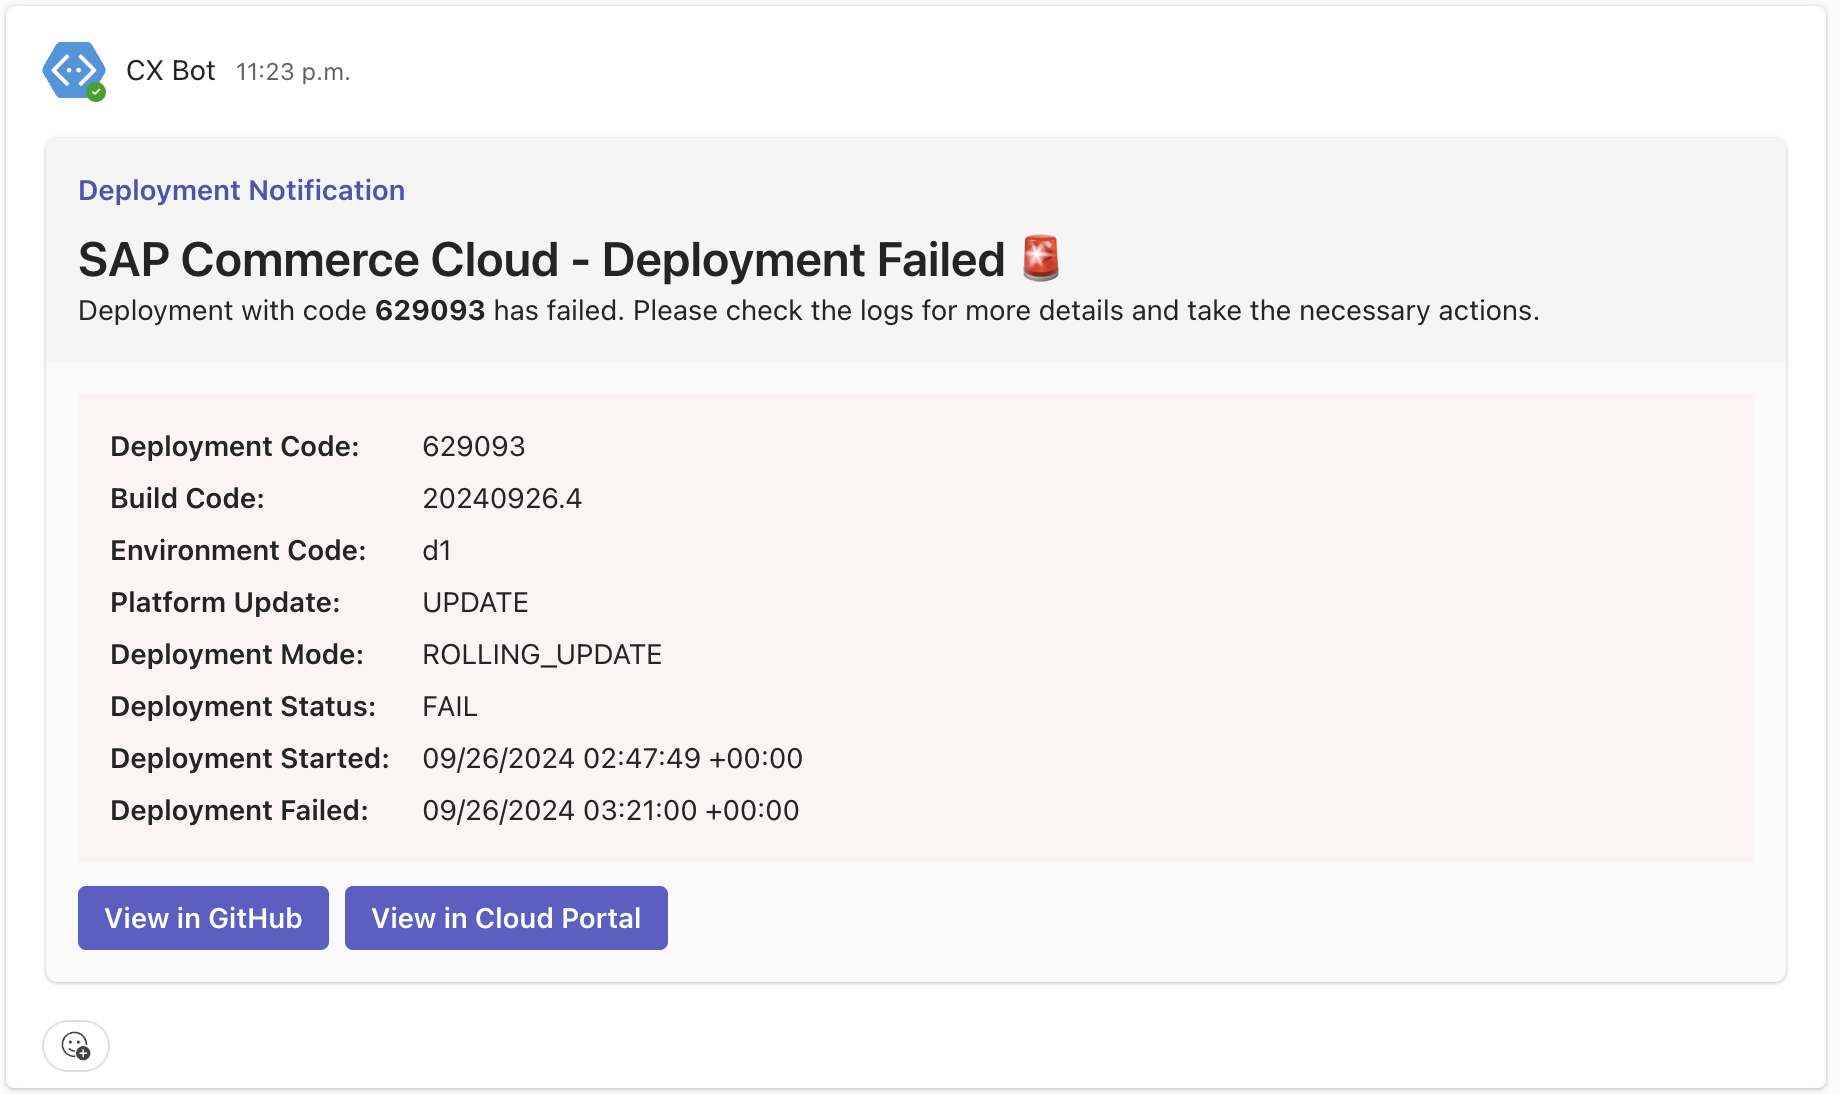 CX Bot 11:23 p.m.
Deployment Notification
SAP Commerce Cloud - Deployment Failed 🚨
Deployment with code 629093 has failed. Please check the logs for more details and take the necessary actions.
Deployment Code: 629093
Build Code: 20240926.4
Environment Code: d1
Platform Update: UPDATE
Deployment Mode: ROLLING_UPDATE
Deployment Status: FAIL
Deployment Started: 09/26/2024 02:47:49 +00:00
Deployment Failed: 09/26/2024 03:21:00 +00:00
View in GitHub View in Cloud Portal